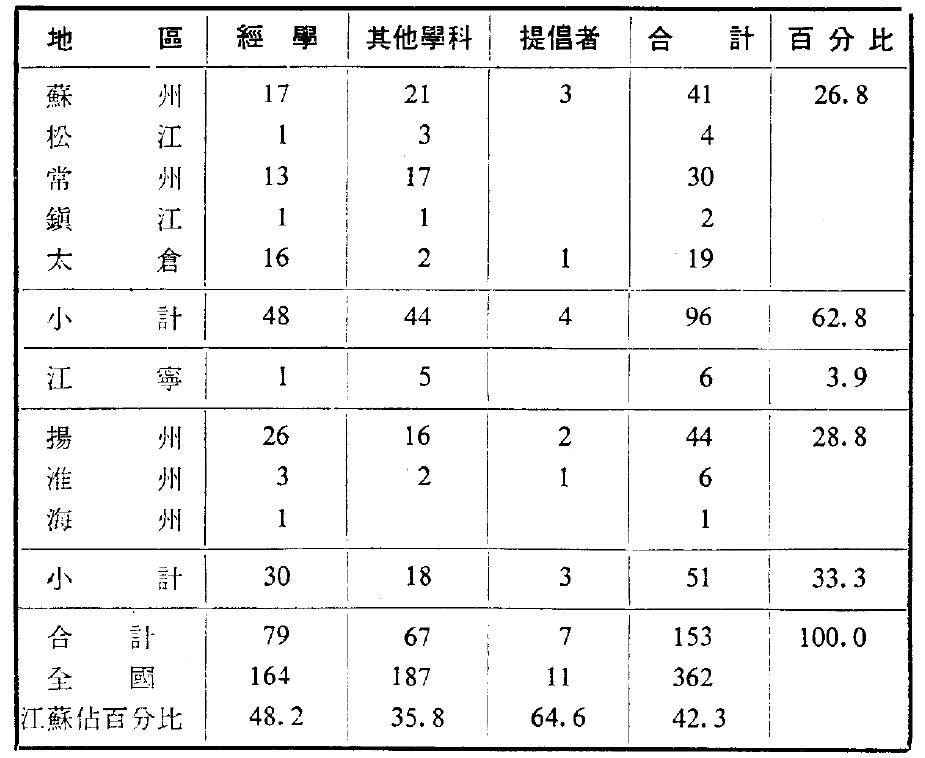 地區 經學 其他學科 提倡者 合計 百分比
蘇州 17 21 3 41 26.8
松江 1 3 4
常州 13 17 30
鎭江 1 1 2
太倉 16 2 1 19
小計 48 44 4 96 62.8
江寧 1 5 6 3.9
揚州 26 16 2 44 28.8
淮州 3 2 1 6
海州 1 1
小計 30 18 3 51 33.3
合計 79 67 7 153 100.0
全國 164 187 11 362
江蘇佔百分比 48.2 35.8 64.6 42.3